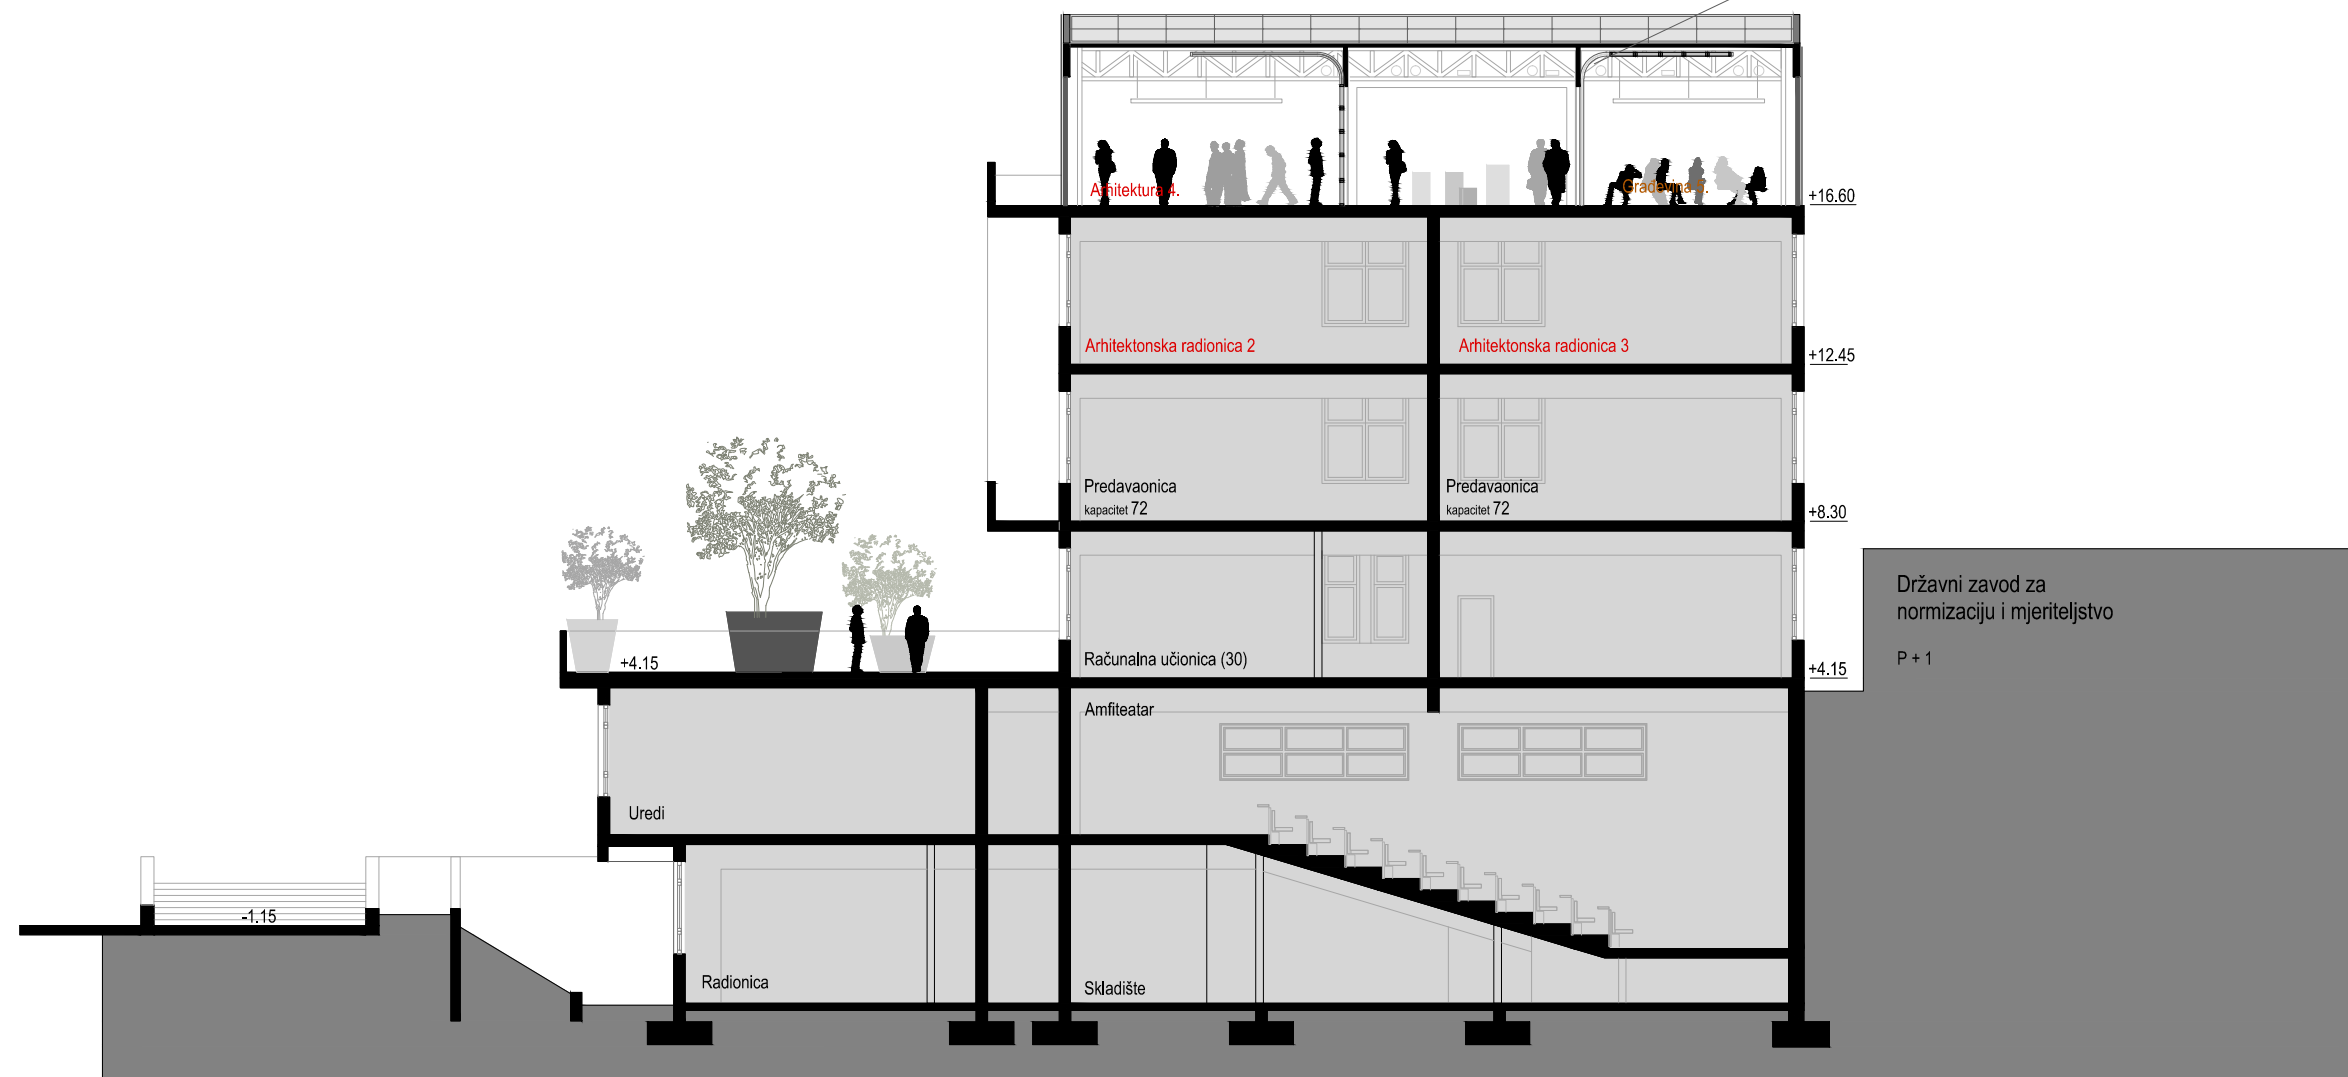 Arhitektura 4.
Građevina 5.
+16.60
Arhitektonska radionica 2
Arhitektonska radionica 3
+12.45
Predavaonica
kapacitet 72
Predavaonica
kapacitet 72
+8.30
Državni zavod za
normizaciju i mjeriteljstvo
P + 1
+4.15
Računalna učionica (30)
+4.15
Amfiteatar
Uredi
-1.15
Radionica
Skladište